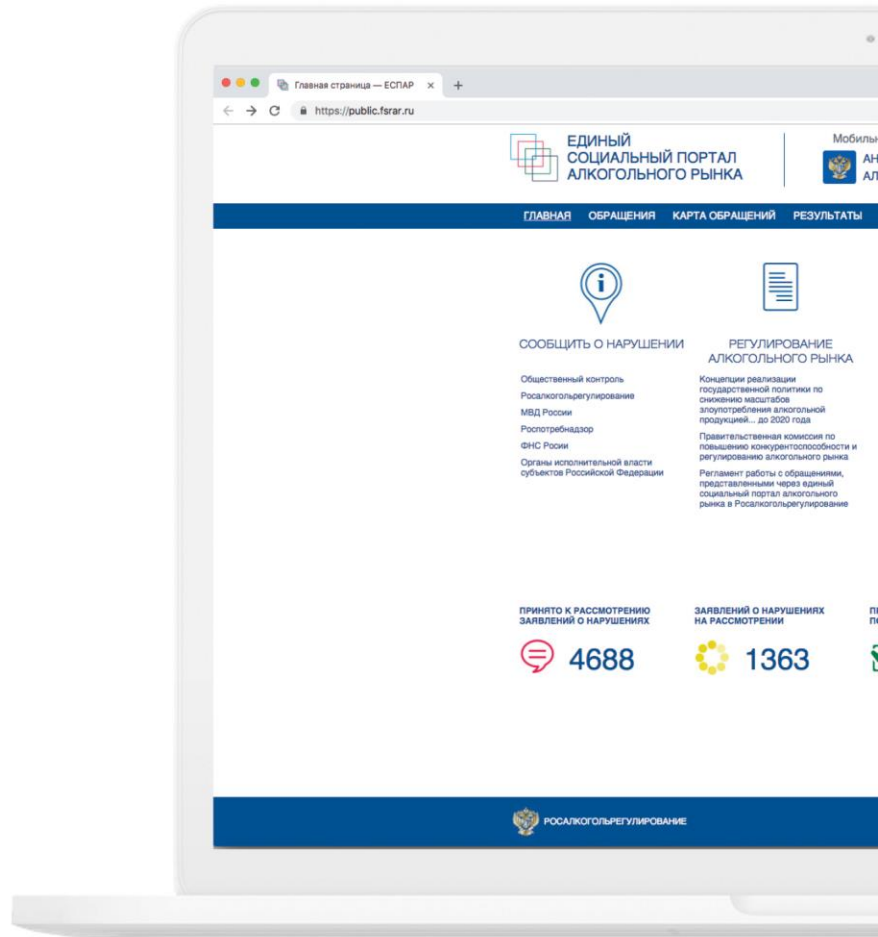 Главная страница — ЕСПАР
https://public.fsrar.ru
ЕДИНЫЙ
СОЦИАЛЬНЫЙ ПОРТАЛ
АЛКОГОЛЬНОГО РЫНКА
ГЛАВНАЯ ОБРАЩЕНИЯ КАРТА ОБРАЩЕНИЙ РЕЗУЛЬТАТЫ
СООБЩИТЬ О НАРУШЕНИИ
Общественный контроль
Росалкогольрегулирование
МВД России
Роспотребнадзор
ФНС Росии
Органы исполнительной власти
субъектов Российской Федерации
РЕГУЛИРОВАНИЕ
АЛКОГОЛЬНОГО РЫНКА
Концепции реализации
государственной политики по
снижению масштабов
злоупотребления алкогольной
продукцией... до 2020 года
Правительственная комиссия по
повышению конкурентоспособности и
регулированию алкогольного рынка
Регламент работы с обращениями,
представленными через единый
социальный портал алкогольного
рынка в Росалкогольрегулирование
ПРИНЯТО К РАССМОТРЕНИЮ
ЗАЯВЛЕНИЙ О НАРУШЕНИЯХ
4688
ЗАЯВЛЕНИЙ О НАРУШЕНИЯХ
НА РАССМОТРЕНИИ
1363
РОСАЛКОГОЛЬРЕГУЛИРОВАНИЕ